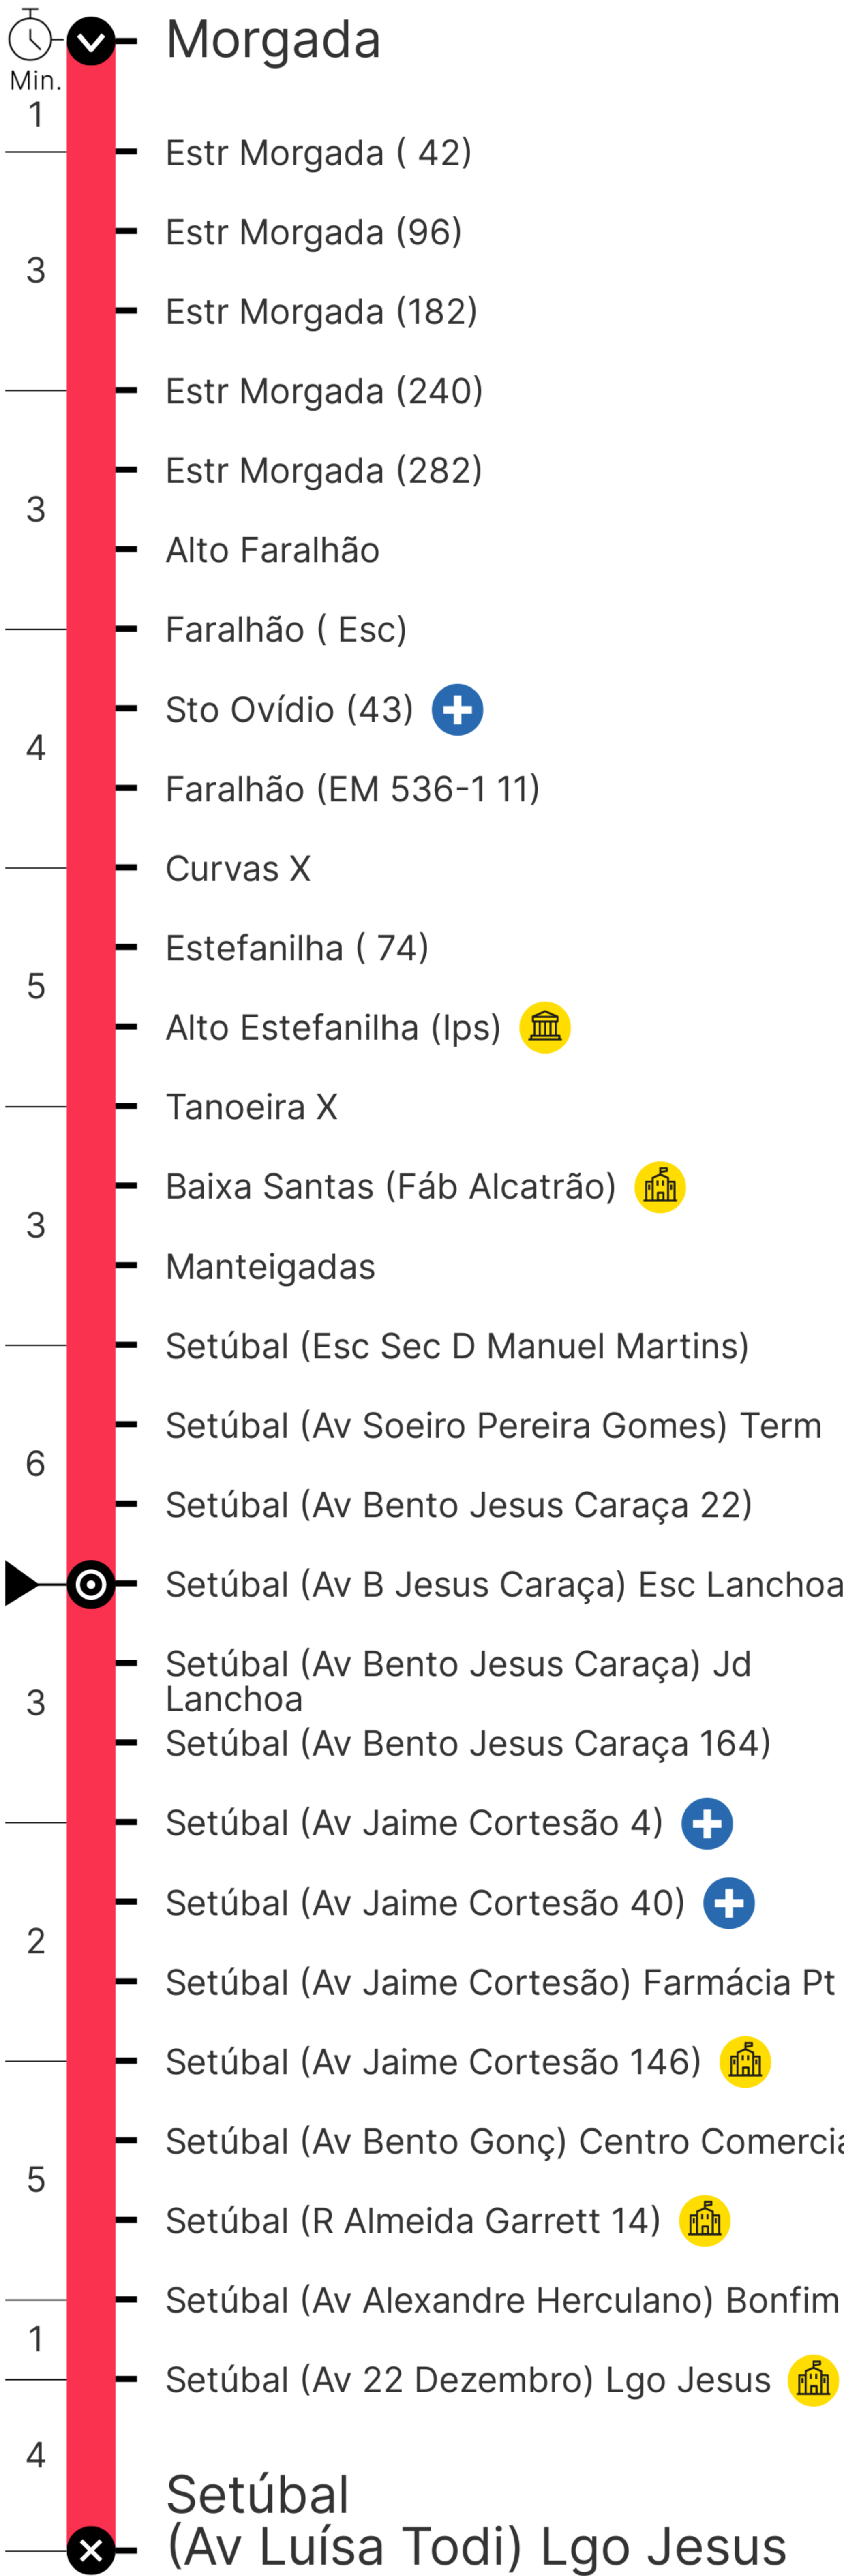 Morgada
Min.
1
Estr Morgada ( 42)
Estr Morgada (96)
3
Estr Morgada (182)
Estr Morgada (240)
Estr Morgada (282)
3
Alto Faralhão
Faralhão ( Esc)
Sto Ovídio (43)
4
Faralhão (EM 536-1 11)
Curvas X
Estefanilha ( 74)
5
Alto Estefanilha (Ips)
Tanoeira X
Baixa Santas (Fáb Alcatrão)
3
Manteigadas
Setúbal (Esc Sec D Manuel Martins)
Setúbal (Av Soeiro Pereira Gomes) Term
6
Setúbal (Av Bento Jesus Caraça 22)
Setúbal (Av B Jesus Caraça) Esc Lanchoa
Setúbal (Av Bento Jesus Caraça) Jd
Lanchoa
3
Setúbal (Av Bento Jesus Caraça 164)
Setúbal (Av Jaime Cortesão 4)
Setúbal (Av Jaime Cortesão 40)
2
Setúbal (Av Jaime Cortesão) Farmácia Pt
Setúbal (Av Jaime Cortesão 146)
Setúbal (Av Bento Gonç) Centro Comercia
5
Setúbal (R Almeida Garrett 14)
Setúbal (Av Alexandre Herculano) Bonfim
1
Setúbal (Av 22 Dezembro) Lgo Jesus
4
Setúbal
(Av Luísa Todi) Lgo Jesus